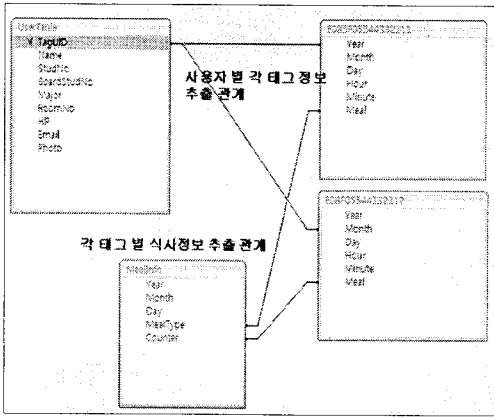 UserTable
TagUID
Name
StudNo
BoardStudNo
Major
RoomNo
HP
Email
Photo
Year
Month
Day
Hour
Minute
Meal
사용자 별 각 태그 정보
추출 관계
Year
Month
Day
Hour
Minute
Meal
각 태그 별 식사정보 추출 관계
MealInfo
Year
Month
Day
MealType
Counter